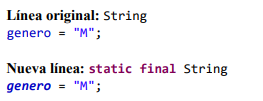 Línea original: String
genero = "M";
Nueva línea: static final String
genero = "M";